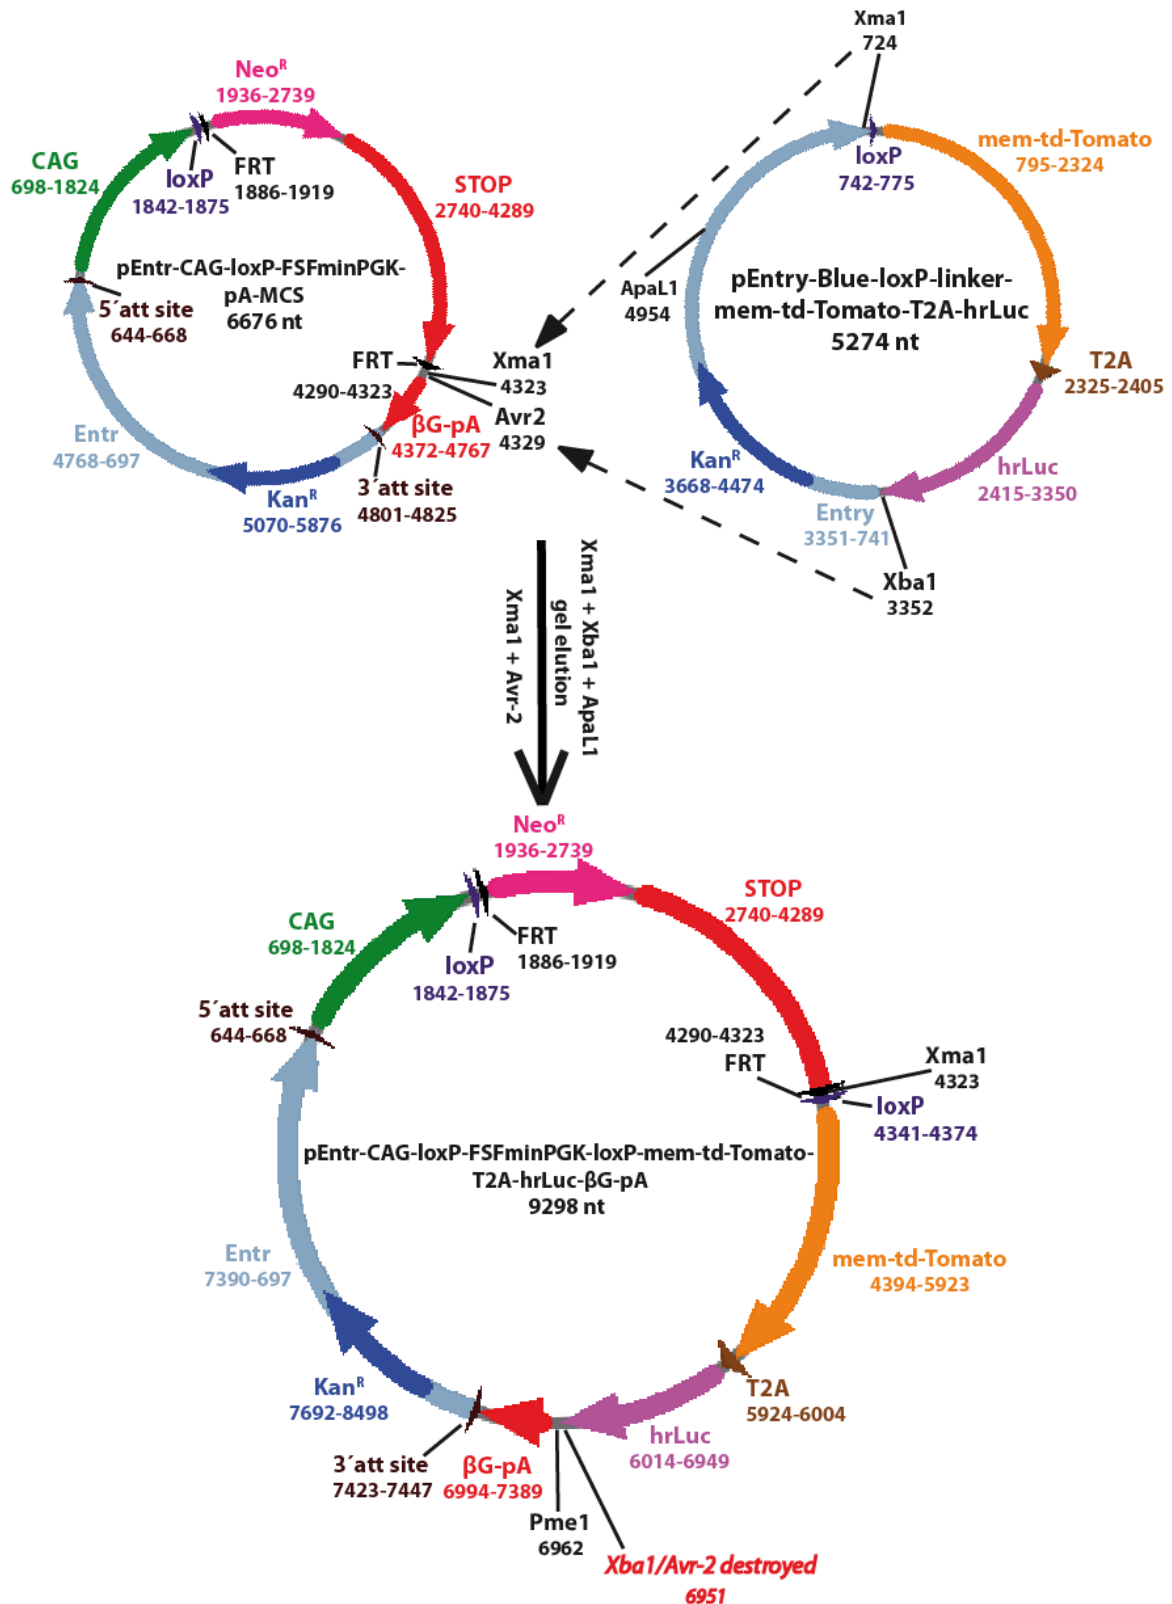 Xma1
724
Neo^R
1936-2739
CAG
698-1824
loxP
1842-1875
FRT
1886-1919
STOP
2740-4289
pEntr-CAG-loxP-FSFminPGK-
pA-MCS
6676 nt
5´att site
644-668
FRT
4290-4323
Xma1
4323
Avr2
4329
βG-pA
4372-4767
3´att site
4801-4825
Kan^R
5070-5876
Entr
4768-697
loxP
742-775
mem-td-Tomato
795-2324
ApaL1
4954
pEntry-Blue-loxP-linker-
mem-td-Tomato-T2A-hrLuc
5274 nt
T2A
2325-2405
hrLuc
2415-3350
Kan^R
3668-4474
Entry
3351-741
Xba1
3352
Xma1 + Xba1 + ApaL1
gel elution
Xma1 + Avr-2
Neo^R
1936-2739
STOP
2740-4289
CAG
698-1824
FRT
1886-1919
loxP
1842-1875
5´att site
644-668
4290-4323
FRT
Xma1
4323
loxP
4341-4374
pEntr-CAG-loxP-FSFminPGK-loxP-mem-td-Tomato-
T2A-hrLuc-βG-pA
9298 nt
Entr
7390-697
mem-td-Tomato
4394-5923
Kan^R
7692-8498
T2A
5924-6004
hrLuc
6014-6949
3´att site
7423-7447
βG-pA
6994-7389
Pme1
6962
Xba1/Avr-2 destroyed
6951